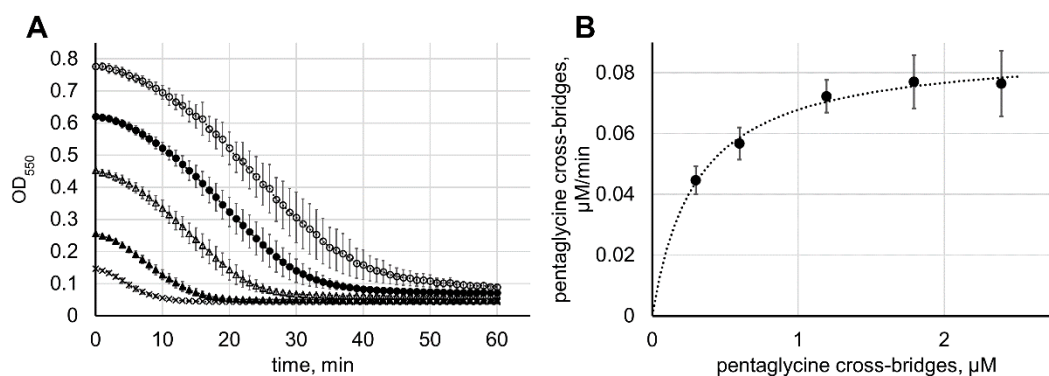 A
0.8
0.7
0.6
0.5
0.4
0.3
0.2
0.1
0
OD550
0 10 20 30 40 50 60
time, min
B
0.08
0.06
0.04
0.02
0
pentaglycine cross-bridges,
µM/min
0 1 2
pentaglycine cross-bridges, µM